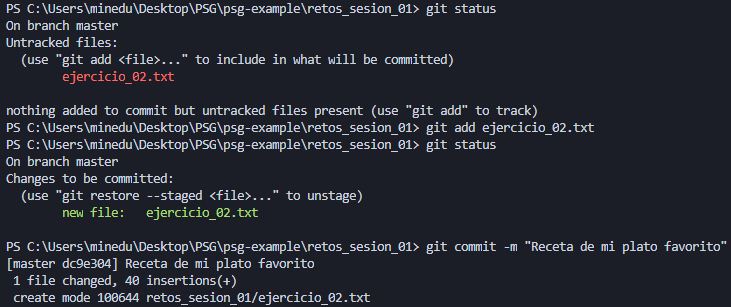 PS C:\Users\minedu\Desktop\PSG\psg-example\retos_sesion_01> git status
On branch master
Untracked files:
  (use "git add <file>..." to include in what will be committed)
        ejercicio_02.txt

nothing added to commit but untracked files present (use "git add" to track)
PS C:\Users\minedu\Desktop\PSG\psg-example\retos_sesion_01> git add ejercicio_02.txt
PS C:\Users\minedu\Desktop\PSG\psg-example\retos_sesion_01> git status
On branch master
Changes to be committed:
  (use "git restore --staged <file>..." to unstage)
        new file:   ejercicio_02.txt

PS C:\Users\minedu\Desktop\PSG\psg-example\retos_sesion_01> git commit -m "Receta de mi plato favorito"
[master dc9e304] Receta de mi plato favorito
 1 file changed, 40 insertions(+)
 create mode 100644 retos_sesion_01/ejercicio_02.txt